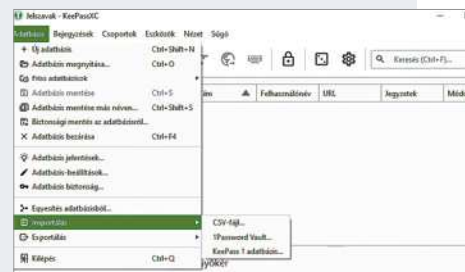 Jelszavak - KeePassXC
Adatbázis Bejegyzések Csoportok Eszközök Nézet Súgó
Új adatbázis Ctrl+Shift+N
Adatbázis megnyitása... Ctrl+O
Friss adatbázisok
Adatbázis mentése Ctrl+S
Adatbázis mentése más néven... Ctrl+Shift+S
Biztonsági mentés az adatbázisról...
Adatbázis bezárása Ctrl+F4
Adatbázis jelentések...
Adatbázis-beállítások...
Adatbázis biztonság...
Egyesítés adatbázisból...
Importálás
Exportálás
Kilépés Ctrl+Q
CSV-fájl...
1Password Vault...
KeePass 1 adatbázis...
Keresés (Ctrl+F)...
Felhasználónév URL Jegyzetek